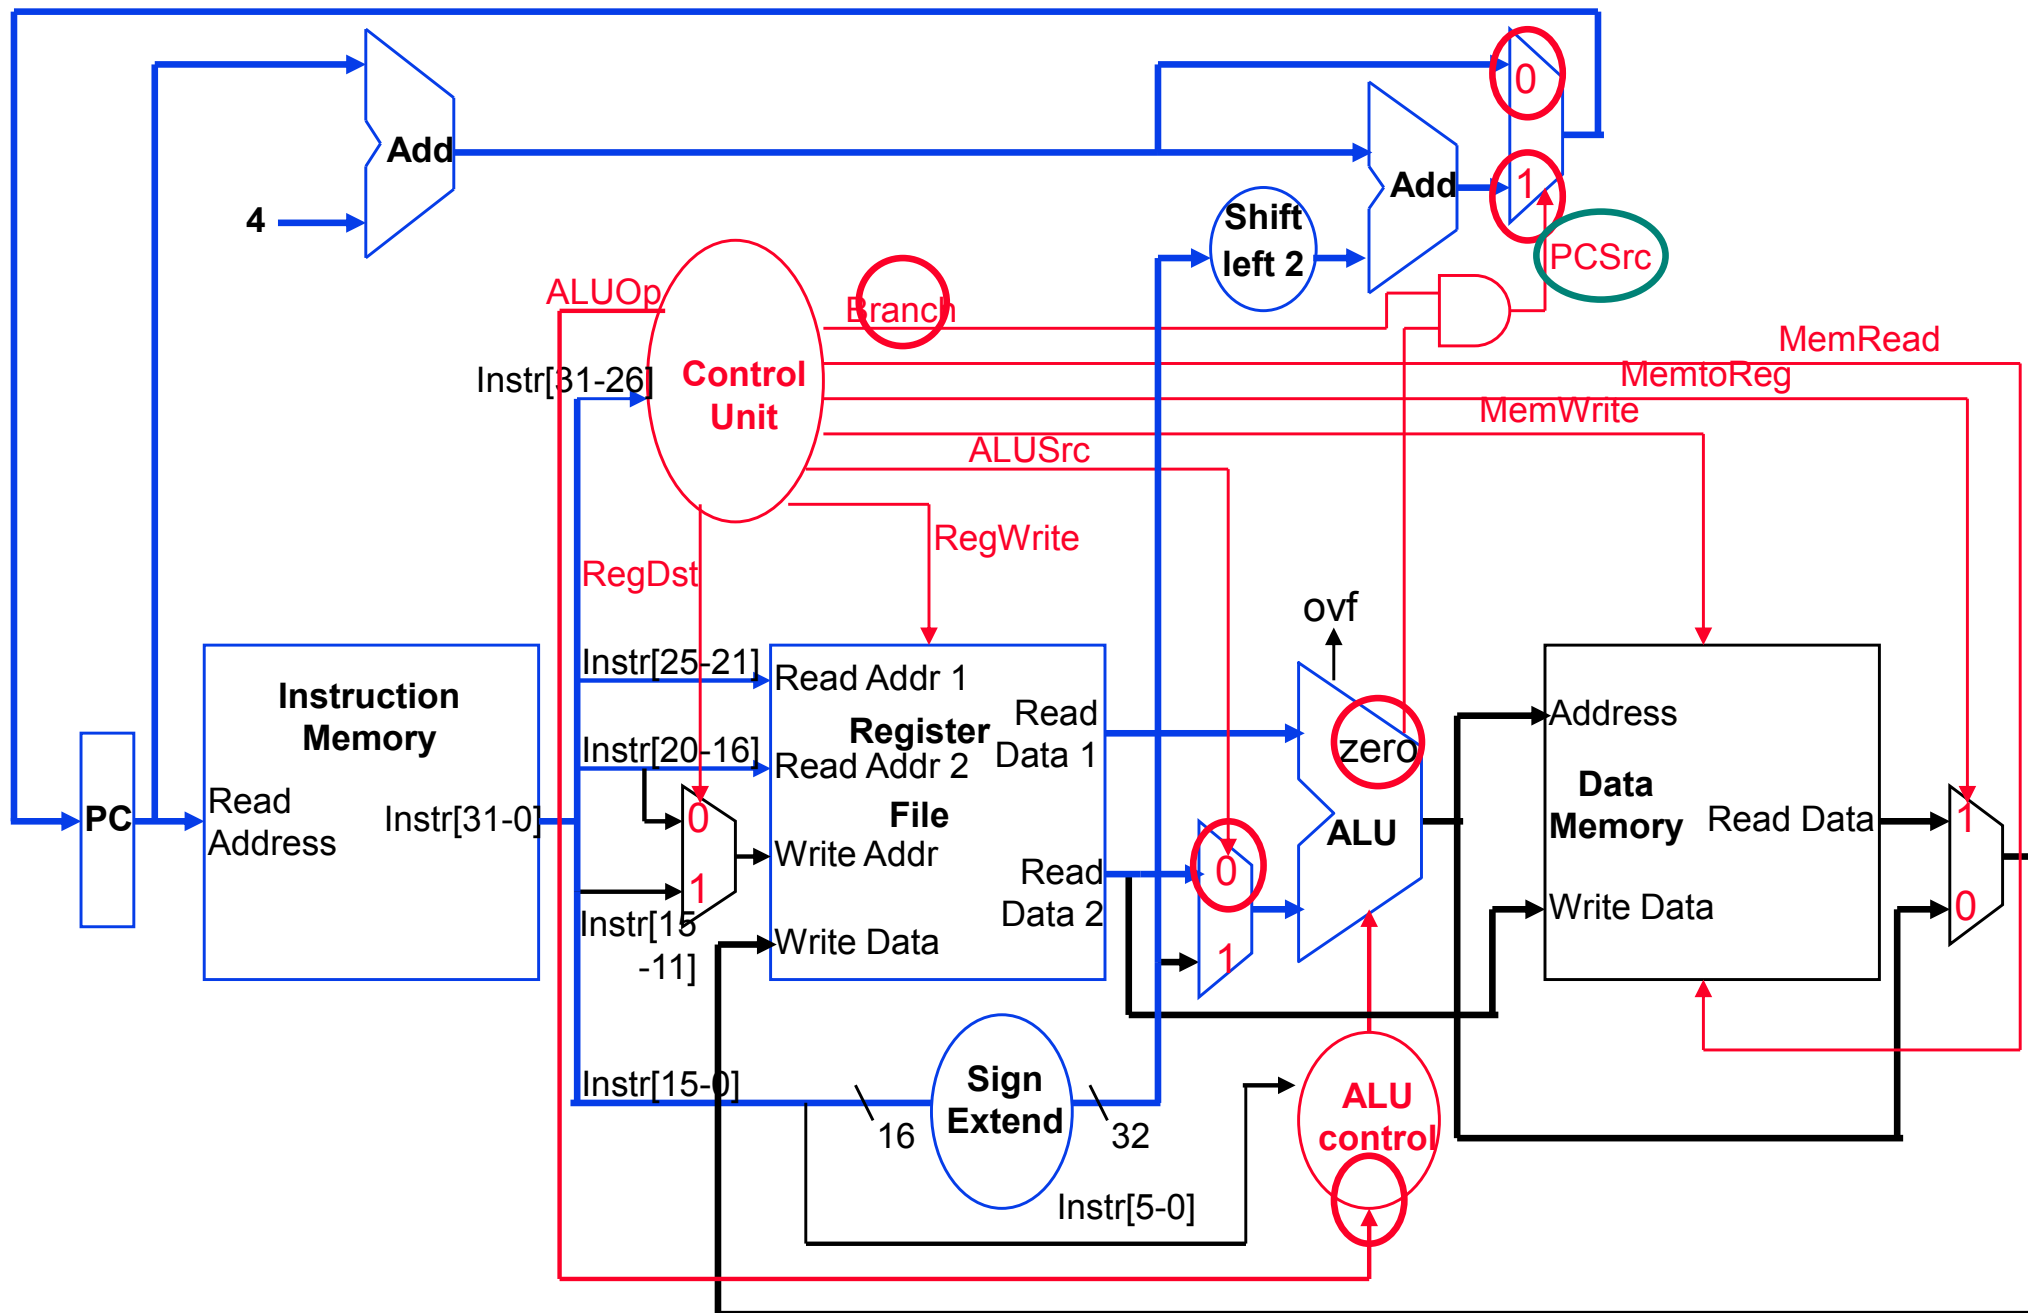 0
Add
1
Add
4
Shift
left 2
PCSrc
ALUOp
Branch
MemRead
Instr[31-26]
Control
Unit
MemtoReg
MemWrite
ALUSrc
RegWrite
RegDst
ovf
Instr[25-21]
Read Addr 1
Instruction
Memory
Register
Read
Data 1
zero
Address
Instr[20-16]
Read Addr 2
Data
Memory
PC
Read
Address
Instr[31-0]
0
File
ALU
Read Data
1
Write Addr
1
Read
Data 2
0
Write Data
0
Instr[15
-11]
Write Data
1
Instr[15-0]
Sign
Extend
16
32
ALU
control
Instr[5-0]